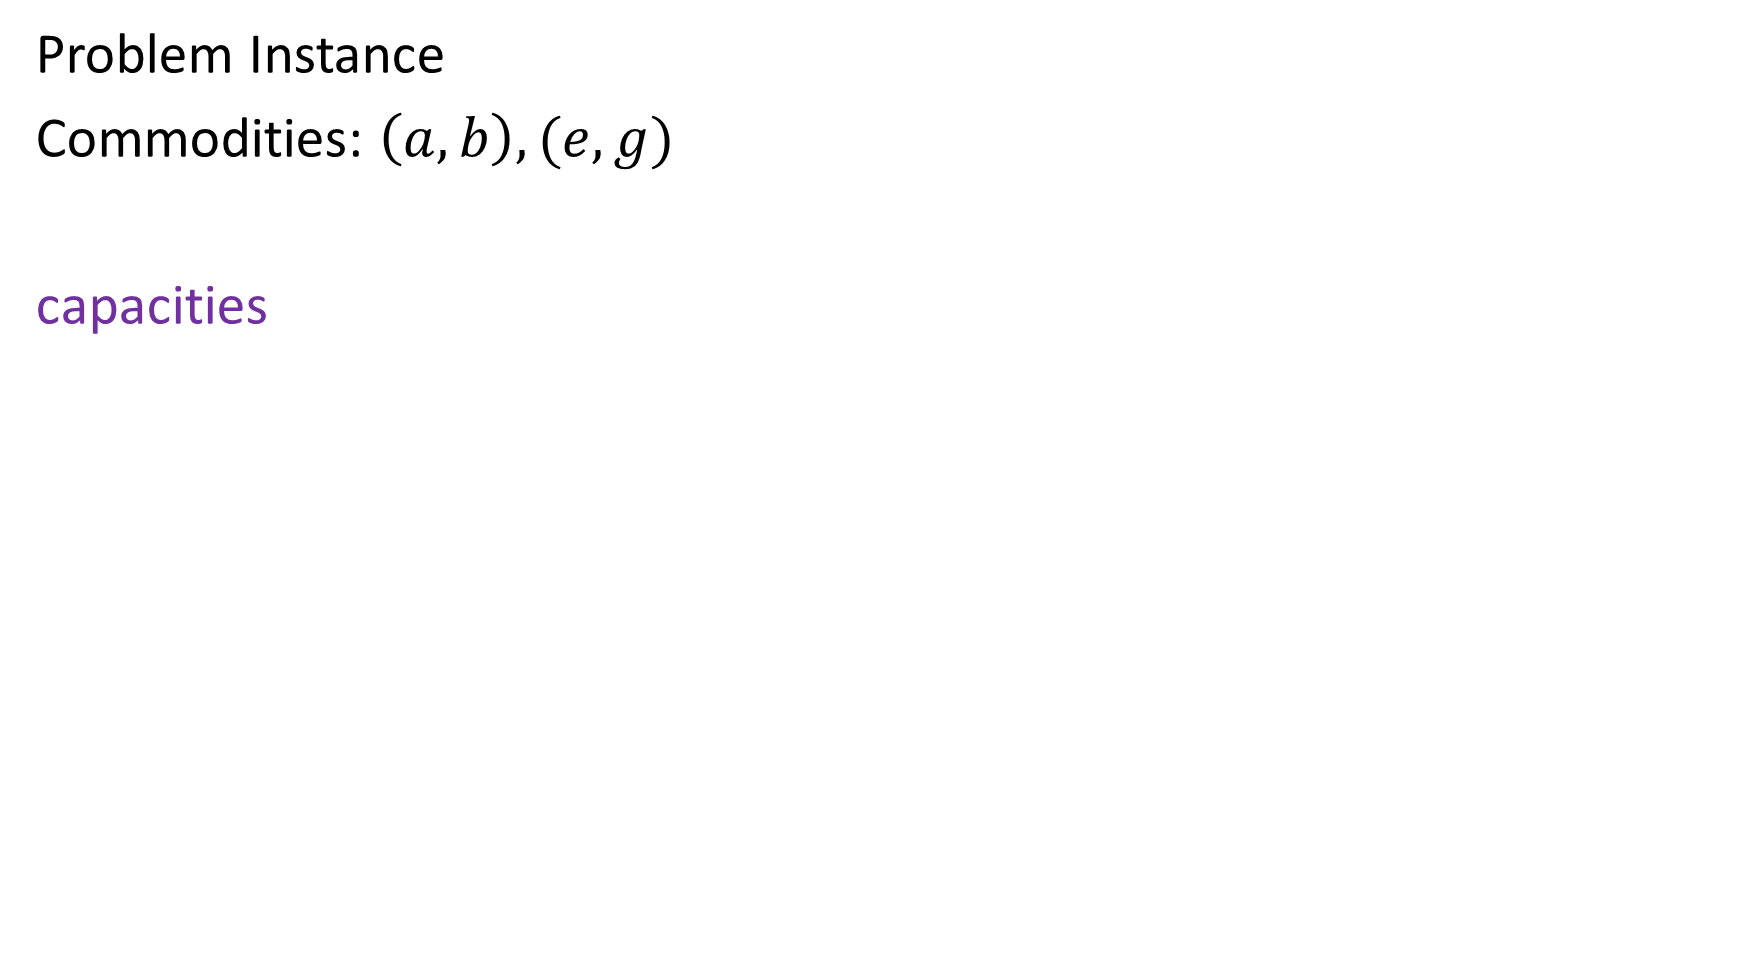 Problem Instance
Commodities: (a, b), (e, g)
capacities